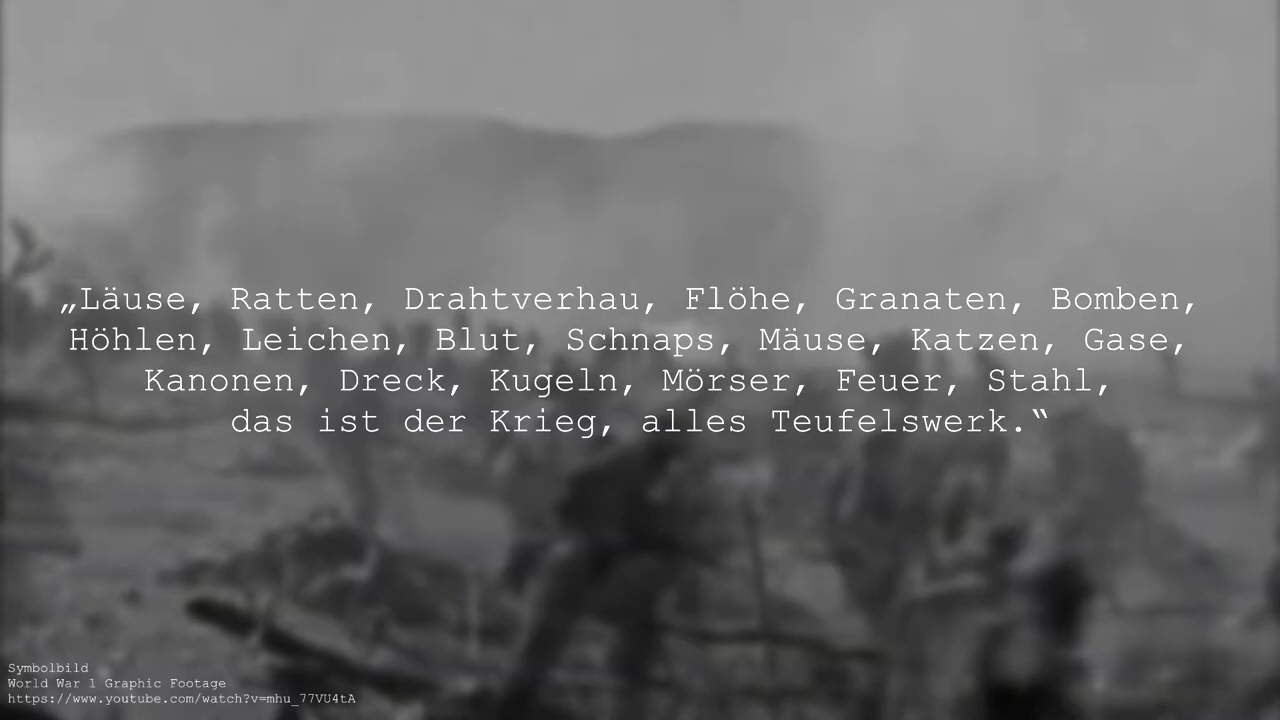 „Läuse, Ratten, Drahtverhau, Flöhe, Granaten, Bomben,
Höhlen, Leichen, Blut, Schnaps, Mäuse, Katzen, Gase,
Kanonen, Dreck, Kugeln, Mörser, Feuer, Stahl,
das ist der Krieg, alles Teufelswerk.“
Symbolbild
World War 1 Graphic Footage
https://www.youtube.com/watch?v=mhu_77VU4tA